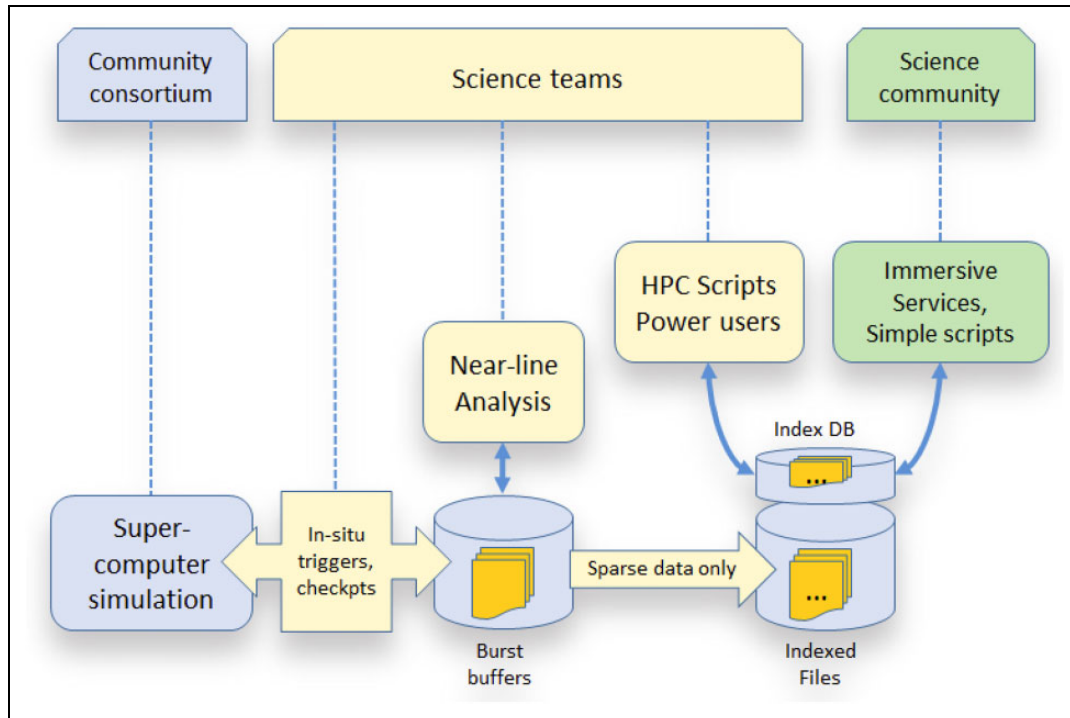 Community
consortium
Science teams
Science
community
HPC Scripts
Power users
Immersive
Services,
Simple scripts
Near-line
Analysis
Index DB
...
Super-
computer
simulation
In-situ
triggers,
checkpts
Sparse data only
...
Burst
buffers
Indexed
Files